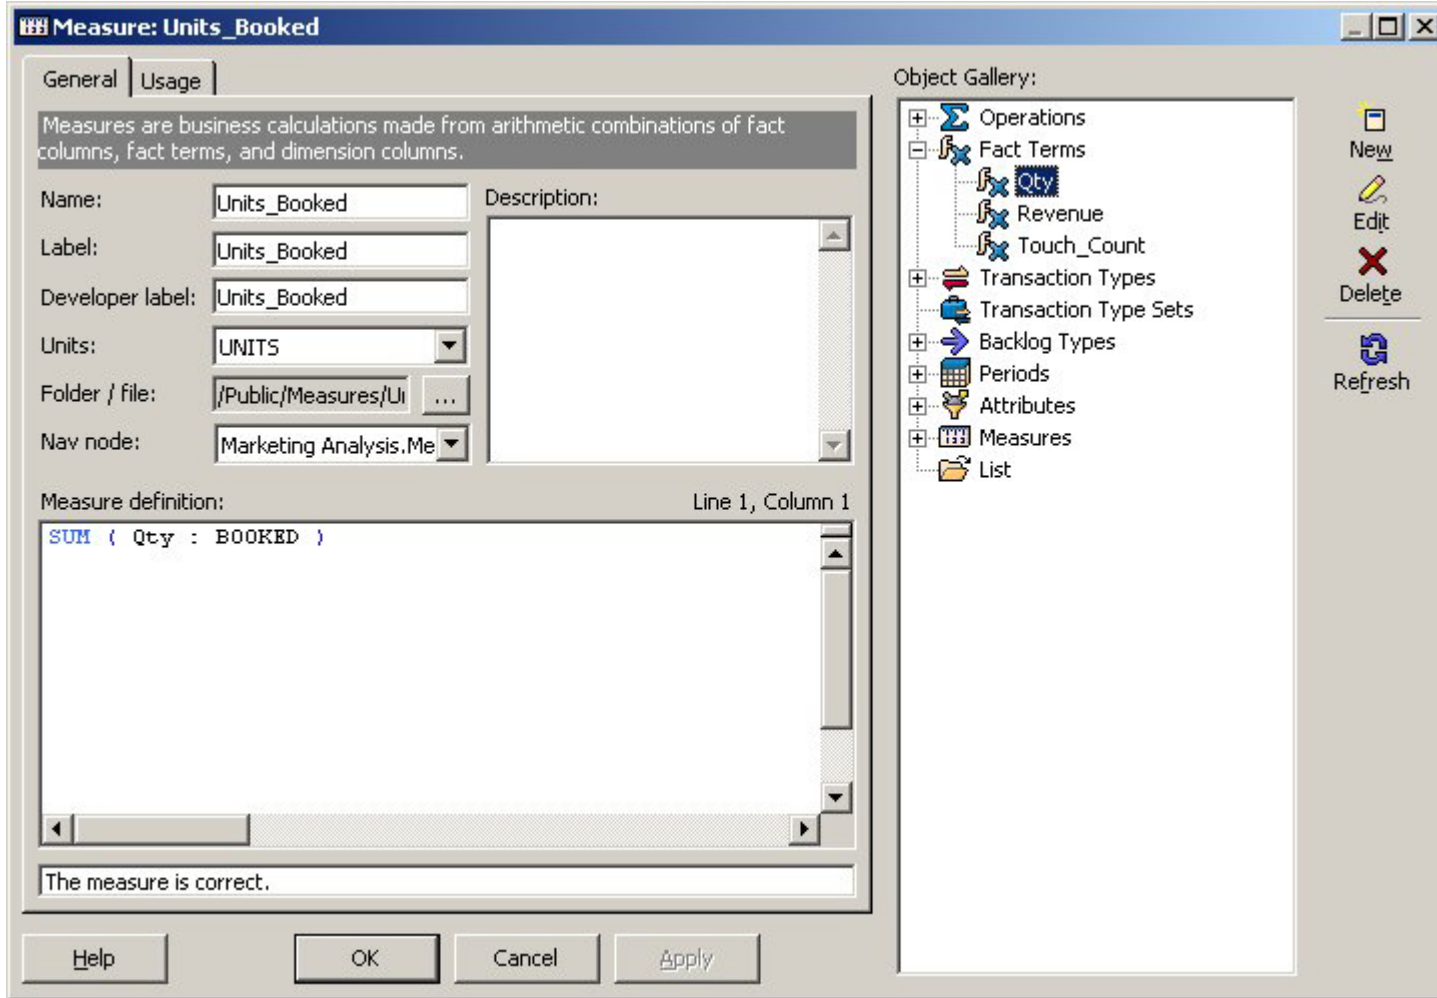 Measure: Units_Booked
General
Usage
Measures are business calculations made from arithmetic combinations of fact
columns, fact terms, and dimension columns.
Name:
Units_Booked
Label:
Units_Booked
Developer label:
Units_Booked
Units:
UNITS
Folder / file:
/Public/Measures/Un
...
Nav node:
Marketing Analysis.Me
Description:
Measure definition:
Line 1, Column 1
SUM ( Qty : BOOKED )
The measure is correct.
Help
OK
Cancel
Apply
Object Gallery:
Operations
Fact Terms
Qty
Revenue
Touch_Count
Transaction Types
Transaction Type Sets
Backlog Types
Periods
Attributes
Measures
List
New
Edit
Delete
Refresh